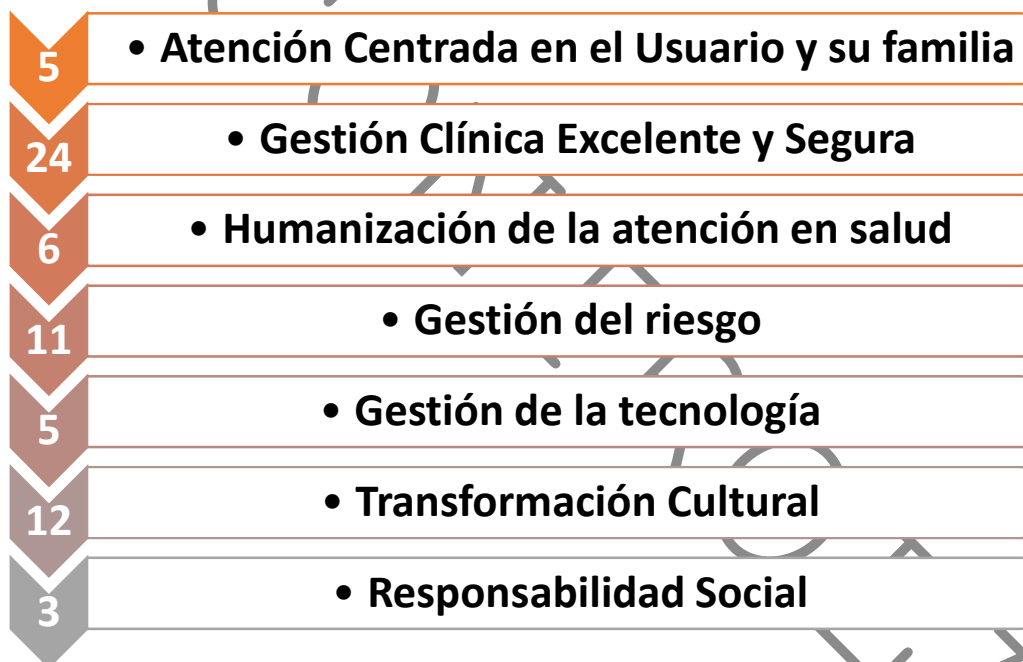 5 • Atención Centrada en el Usuario y su familia
24 • Gestión Clínica Excelente y Segura
6 • Humanización de la atención en salud
11 • Gestión del riesgo
5 • Gestión de la tecnología
12 • Transformación Cultural
3 • Responsabilidad Social